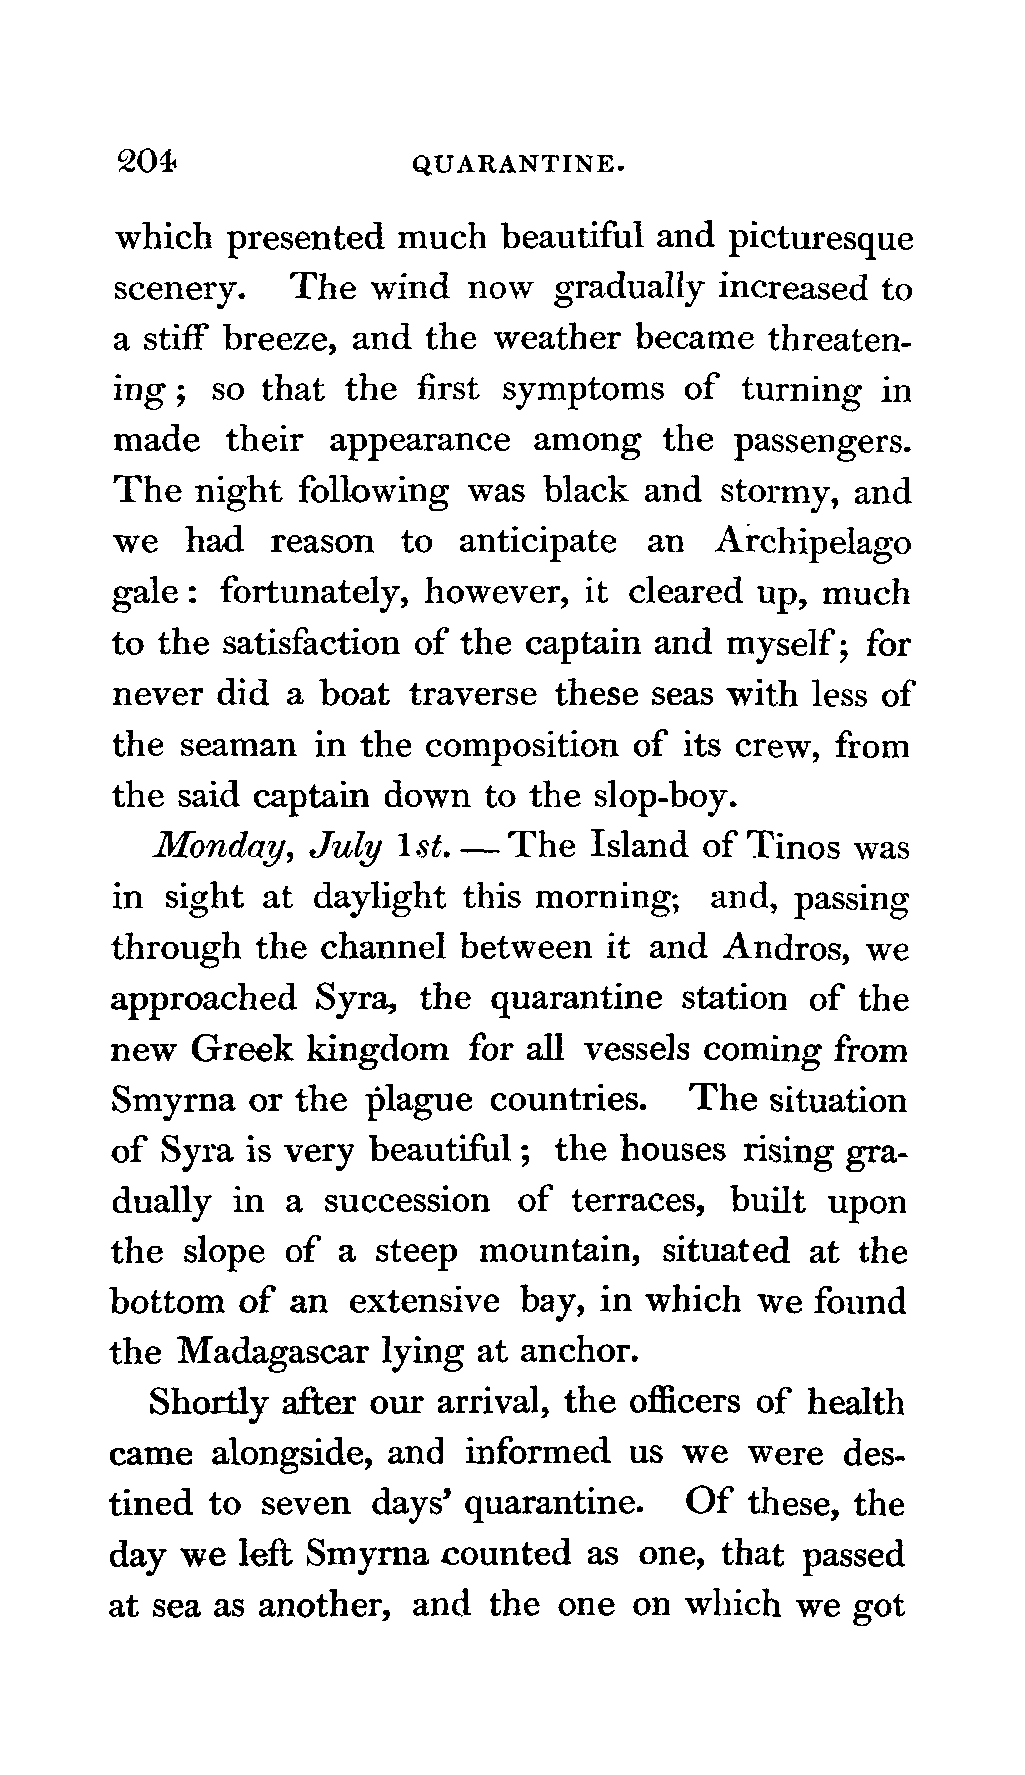 204 QUARANTINE.
which presented much beautiful and picturesque
scenery. The wind now gradually increased to
a stiff breeze, and the weather became threaten-
ing ; so that the first symptoms of turning in
made their appearance among the passengers.
The night following was black and stormy, and
we had reason to anticipate an Archipelago
gale : fortunately, however, it cleared up, much
to the satisfaction of the captain and myself; for
never did a boat traverse these seas with less of
the seaman in the composition of its crew, from
the said captain down to the slop-boy.
Monday, July 1st. — The Island of Tinos was
in sight at daylight this morning; and, passing
through the channel between it and Andros, we
approached Syra, the quarantine station of the
new Greek kingdom for all vessels coming from
Smyrna or the plague countries. The situation
of Syra is very beautiful ; the houses rising gra-
dually in a succession of terraces, built upon
the slope of a steep mountain, situated at the
bottom of an extensive bay, in which we found
the Madagascar lying at anchor.
Shortly after our arrival, the officers of health
came alongside, and informed us we were des-
tined to seven days' quarantine. Of these, the
day we left Smyrna counted as one, that passed
at sea as another, and the one on which we got